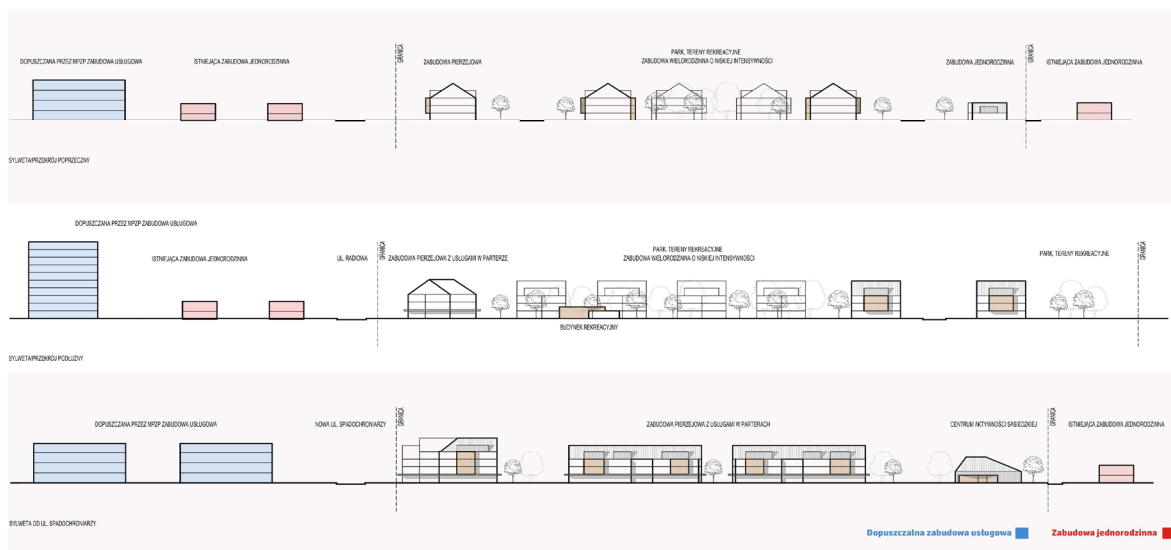 DOPUSZCZANA PRZEZ MPZP ZABUDOWA USŁUGOWA
ISTNIEJĄCA ZABUDOWA JEDNORODZINNA
GRANICA
ZABUDOWA PIERZEJOWA
PARK, TERENY REKREACYJNE
ZABUDOWA WIELORODZINNA O NISKIEJ INTENSYWNOŚCI
ZABUDOWA JEDNORODZINNA
GRANICA
ISTNIEJĄCA ZABUDOWA JEDNORODZINNA
SYLWETA/PRZEKRÓJ POPRZECZNY
DOPUSZCZANA PRZEZ MPZP ZABUDOWA USŁUGOWA
ISTNIEJĄCA ZABUDOWA JEDNORODZINNA
UL. RADIOWA
GRANICA
ZABUDOWA PIERZEJOWA Z USŁUGAMI W PARTERZE
PARK, TERENY REKREACYJNE
ZABUDOWA WIELORODZINNA O NISKIEJ INTENSYWNOŚCI
PARK, TERENY REKREACYJNE
GRANICA
BUDYNEK REKREACYJNY
SYLWETA/PRZEKRÓJ PODŁUŻNY
DOPUSZCZANA PRZEZ MPZP ZABUDOWA USŁUGOWA
NOWA UL. SPADOCHRONIARZY
GRANICA
ZABUDOWA PIERZEJOWA Z USŁUGAMI W PARTERACH
CENTRUM AKTYWNOŚCI SĄSIEDZKIEJ
GRANICA
ISTNIEJĄCA ZABUDOWA JEDNORODZINNA
SYLWETA OD UL. SPADOCHRONIARZY
Dopuszczalna zabudowa usługowa
Zabudowa jednorodzinna